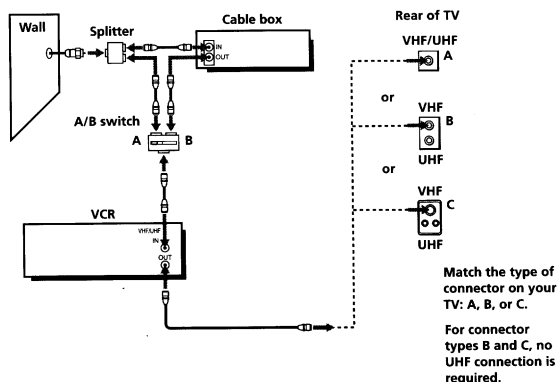 Wall
Splitter
Cable box
IN
OUT
Rear of TV
VHF/UHF
A
or
VHF
B
UHF
or
VHF
C
UHF
A/B switch
A
B
VCR
VHF/UHF
IN
OUT
Match the type of
connector on your
TV: A, B, or C.
For connector
types B and C, no
UHF connection is
required.